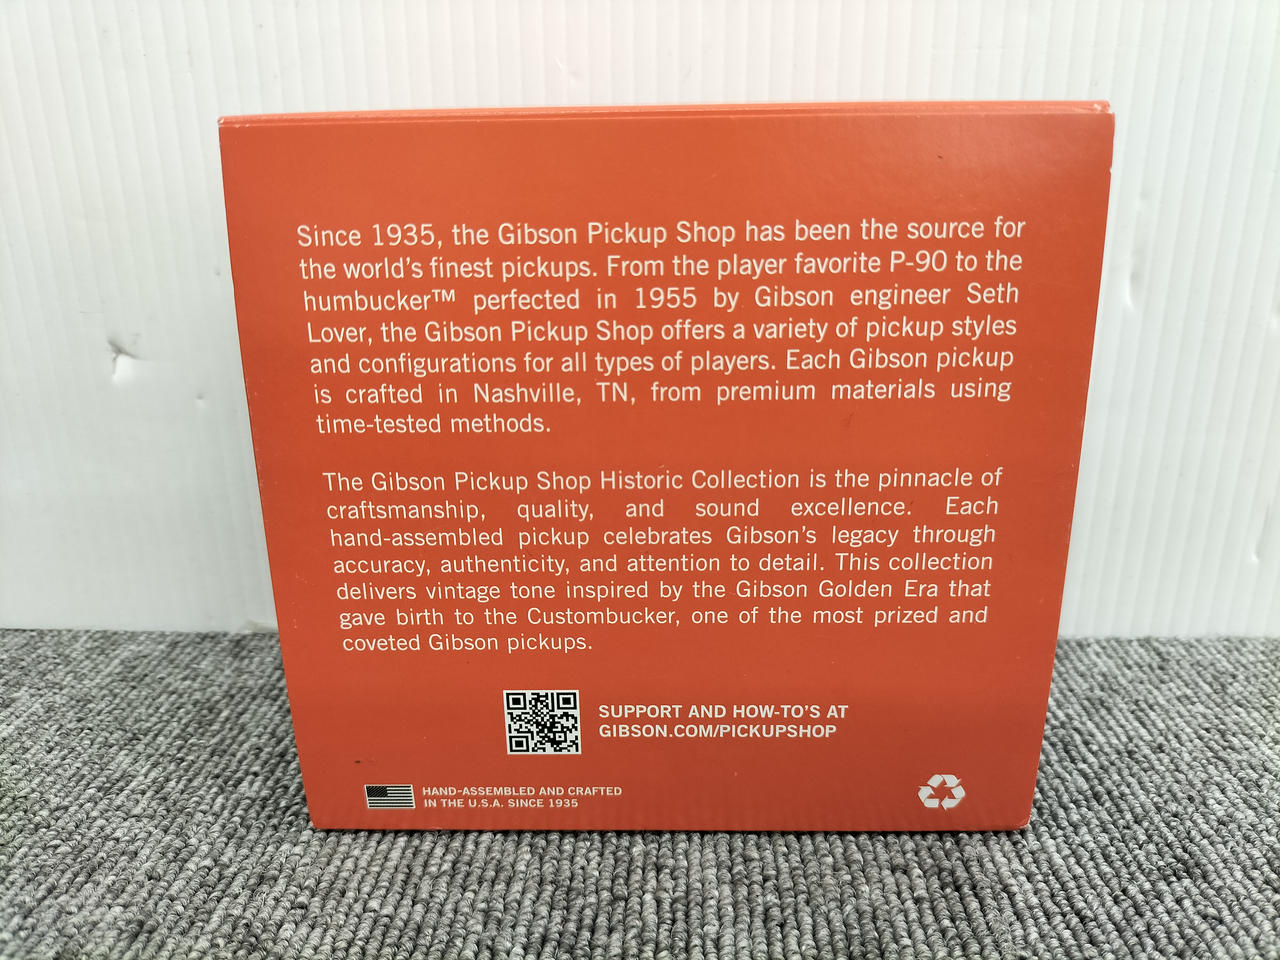 Since 1935, the Gibson Pickup Shop has been the source for
the world's finest pickups. From the player favorite P-90 to the
humbucker™ perfected in 1955 by Gibson engineer Seth
Lover, the Gibson Pickup Shop offers a variety of pickup styles
and configurations for all types of players. Each Gibson pickup
is crafted in Nashville, TN, from premium materials using
time-tested methods.
The Gibson Pickup Shop Historic Collection is the pinnacle of
craftsmanship, quality, and sound excellence. Each
hand-assembled pickup celebrates Gibson's legacy through
accuracy, authenticity, and attention to detail. This collection
delivers vintage tone inspired by the Gibson Golden Era that
gave birth to the Custombucker, one of the most prized and
coveted Gibson pickups.
SUPPORT AND HOW-TO'S AT
GIBSON.COM/PICKUPSHOP
HAND-ASSEMBLED AND CRAFTED
IN THE U.S.A. SINCE 1935